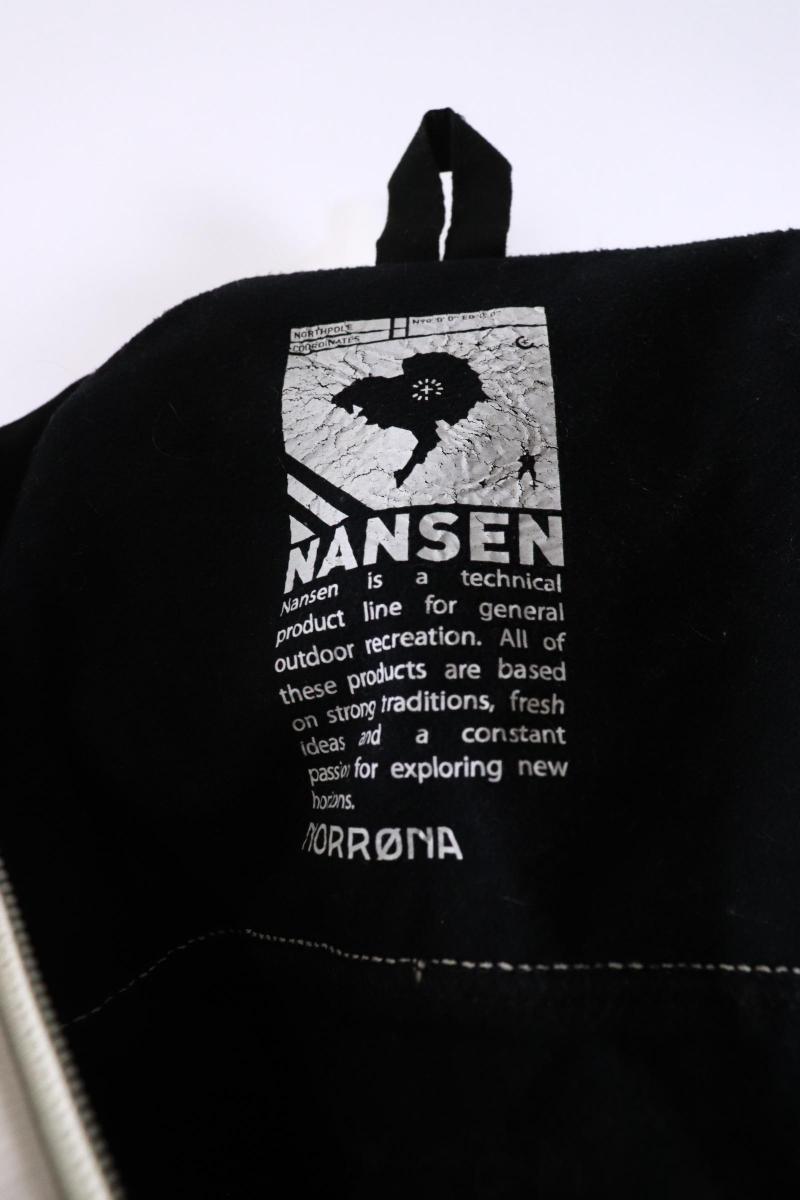 NORTHPOLE
COORDINATES
NANSEN
Nansen is a technical
product line for general
outdoor recreation. All of
these products are based
on strong traditions, fresh
ideas and a constant
passion for exploring new
horizons.
NORRØNA